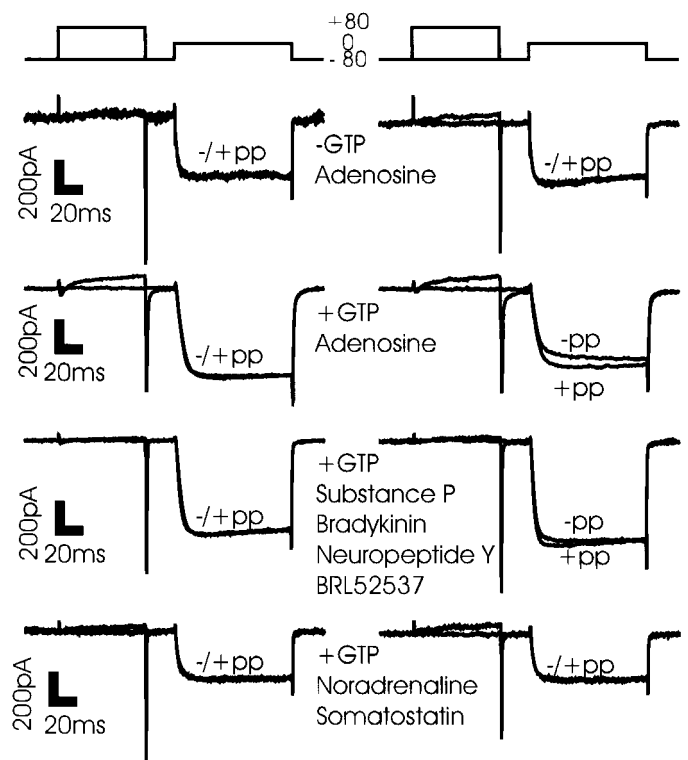 +80
0
-80
-/+pp
-GTP
Adenosine
-/+pp
200pA
20ms
-/+pp
+GTP
Adenosine
-pp
+pp
200pA
20ms
-/+pp
+GTP
Substance P
Bradykinin
Neuropeptide Y
BRL52537
-pp
+pp
200pA
20ms
-/+pp
+GTP
Noradrenaline
Somatostatin
-/+pp
200pA
20ms